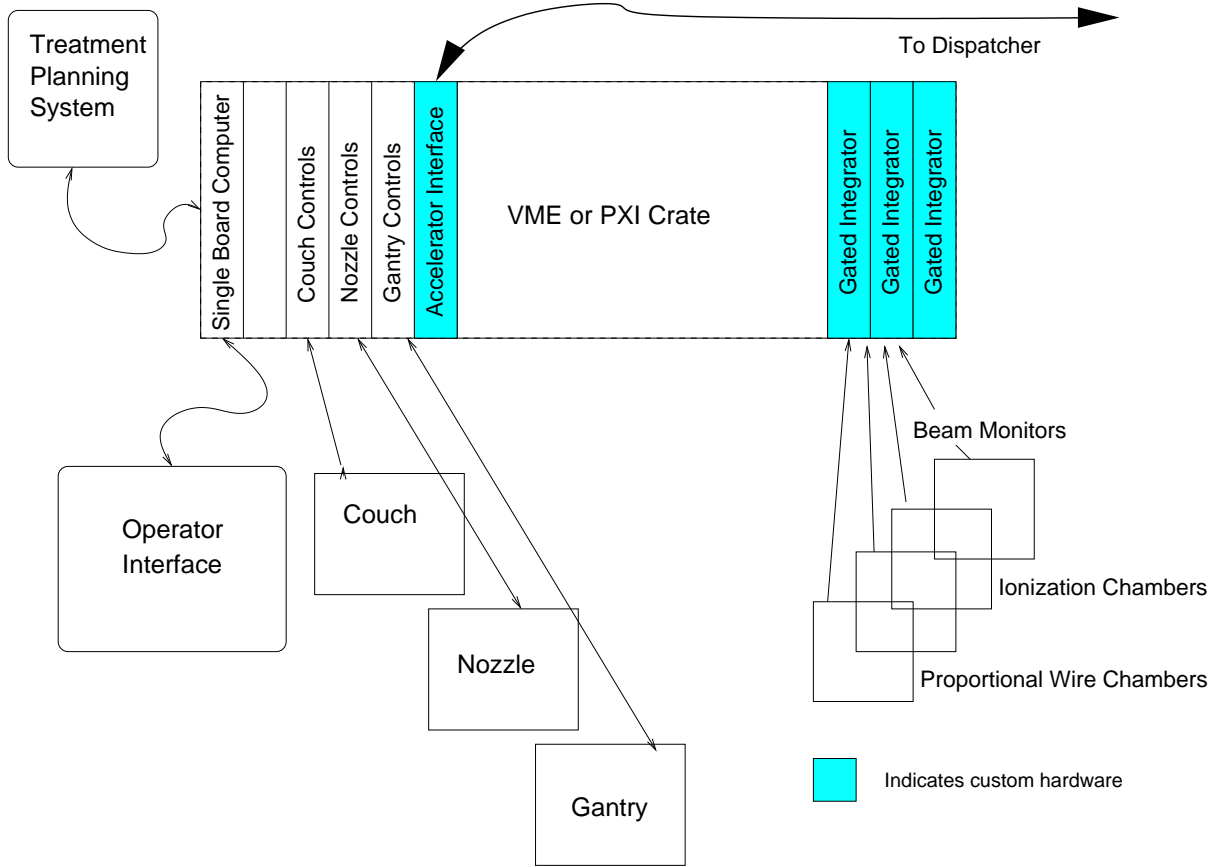 Treatment
Planning
System
To Dispatcher
Single Board Computer
Couch Controls
Nozzle Controls
Gantry Controls
Accelerator Interface
VME or PXI Crate
Gated Integrator
Gated Integrator
Gated Integrator
Beam Monitors
Operator
Interface
Couch
Ionization Chambers
Nozzle
Proportional Wire Chambers
Gantry
Indicates custom hardware